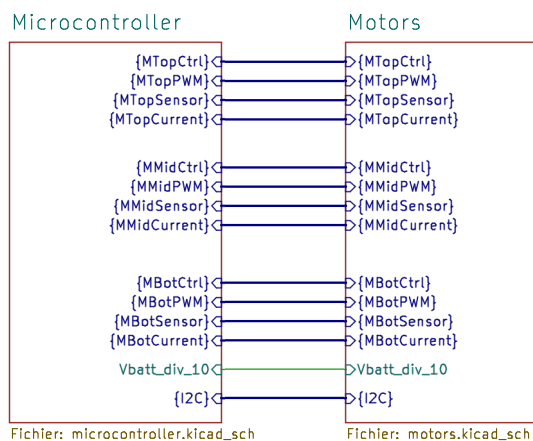 Microcontroller Motors
{MTopCtrl} {MTopCtrl}
{MTopPWM} {MTopPWM}
{MTopSensor} {MTopSensor}
{MTopCurrent} {MTopCurrent}
{MMidCtrl} {MMidCtrl}
{MMidPWM} {MMidPWM}
{MMidSensor} {MMidSensor}
{MMidCurrent} {MMidCurrent}
{MBotCtrl} {MBotCtrl}
{MBotPWM} {MBotPWM}
{MBotSensor} {MBotSensor}
{MBotCurrent} {MBotCurrent}
Vbatt_div_10 Vbatt_div_10
{I2C} {I2C}
Fichier: microcontroller.kicad_sch Fichier: motors.kicad_sch